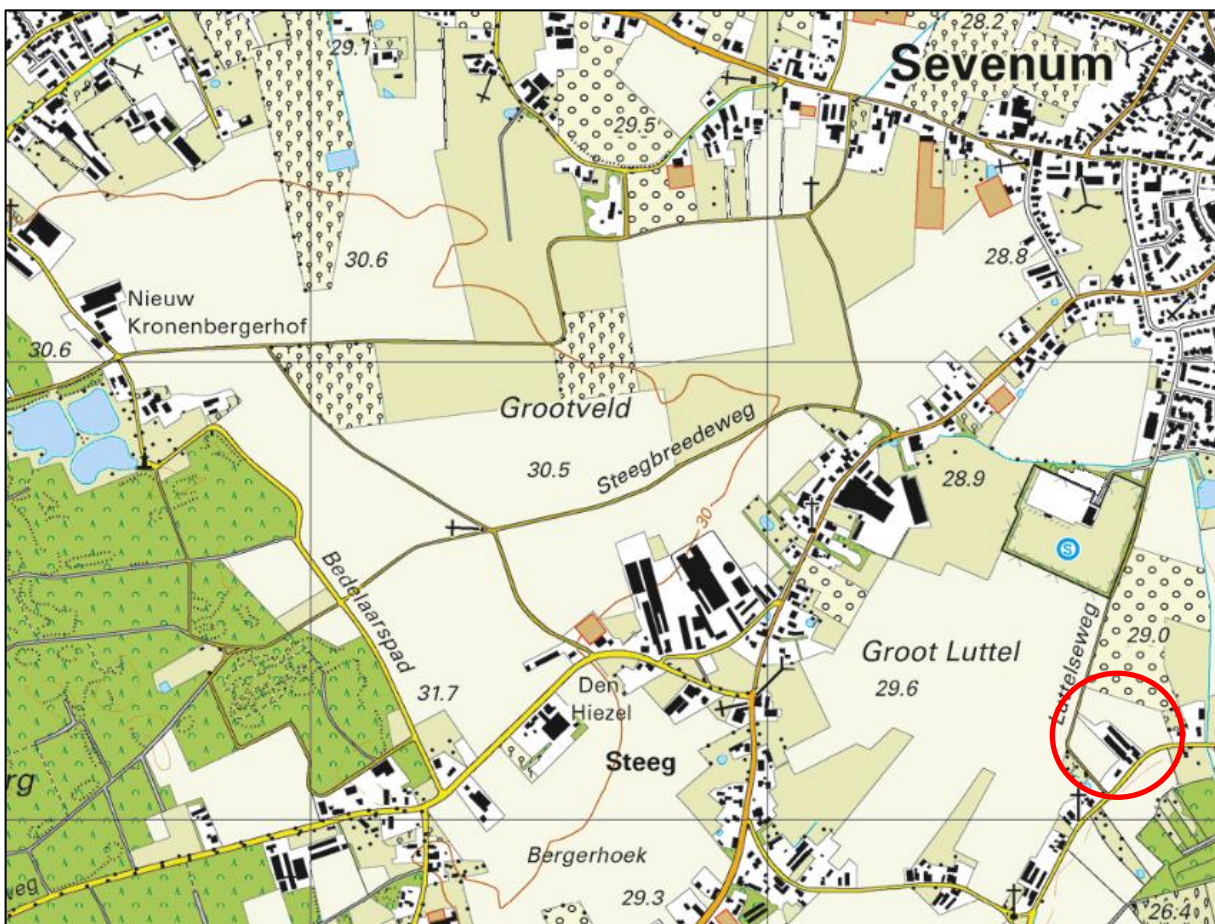 28.2
29.1
Sevenum
29.5
30.6
28.8
Nieuw
Kronenbergerhof
30.6
Grootveld
Steegbreedeweg
30.5
28.9
30
S
Bedelaarspad
Luttelseweg
29.0
Groot Luttel
29.6
31.7
Den
Hiezel
Steeg
rg
Bergerhoek
29.3
eg
26.4